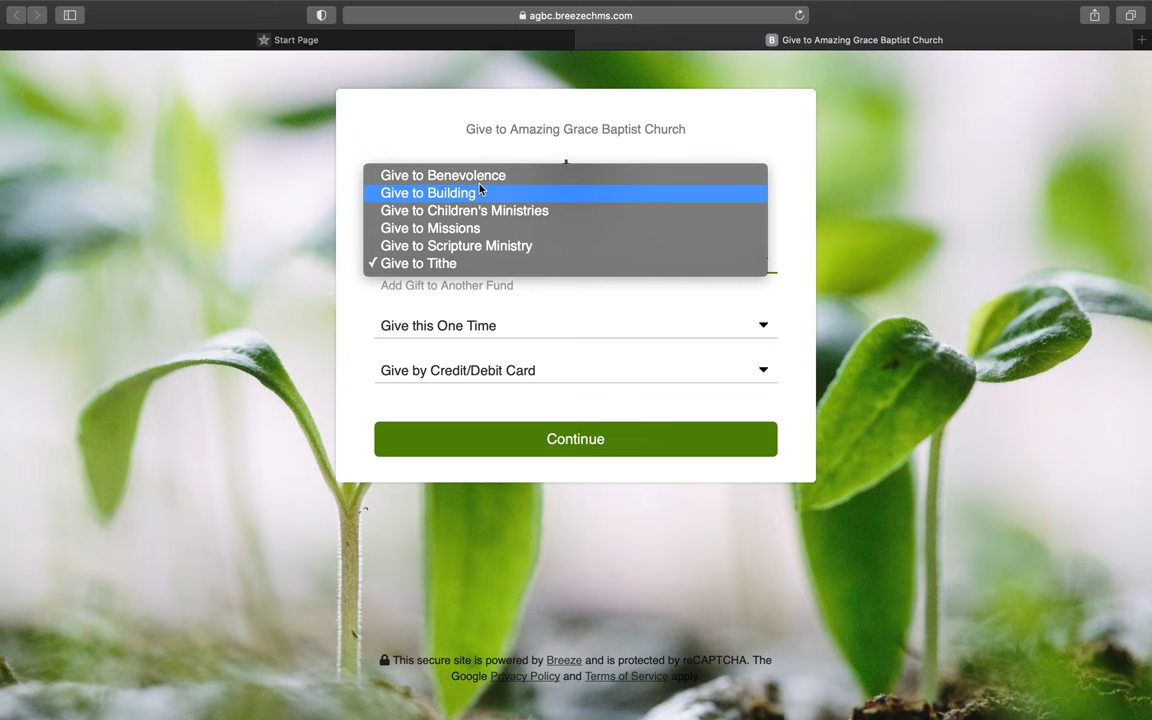 agbc.breezechms.com
Start Page
B Give to Amazing Grace Baptist Church
Give to Amazing Grace Baptist Church
Give to Benevolence
Give to Building
Give to Children's Ministries
Give to Missions
Give to Scripture Ministry
✓ Give to Tithe
Add Gift to Another Fund
Give this One Time
Give by Credit/Debit Card
Continue
This secure site is powered by Breeze and is protected by reCAPTCHA. The
Google Privacy Policy and Terms of Service apply.